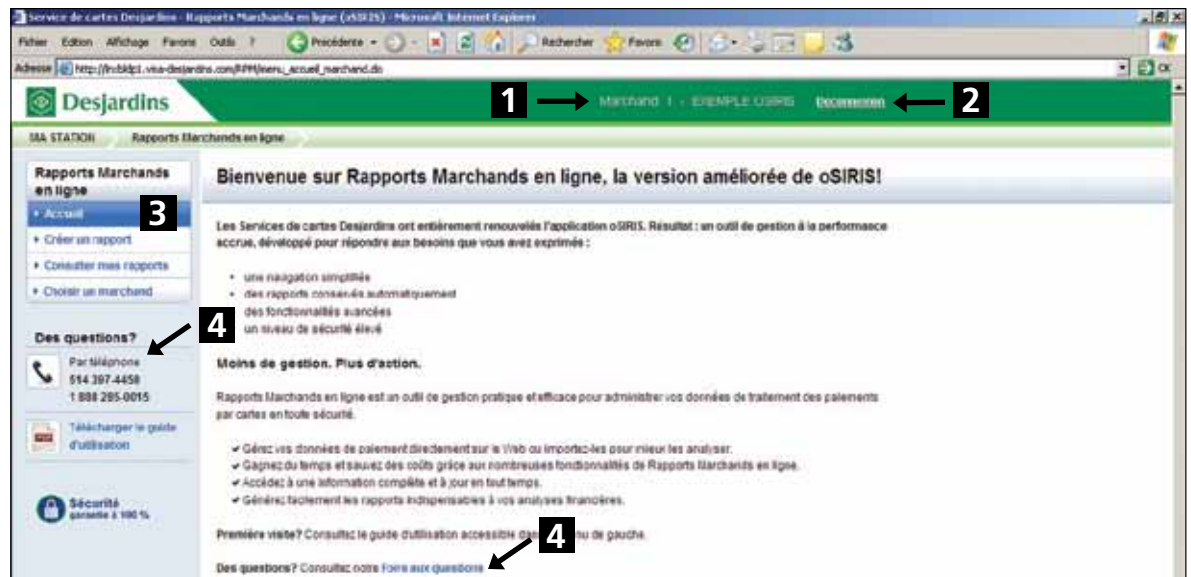 Service de cartes Desjardins - Rapports Marchands en ligne (oSIRIS) - Microsoft Internet Explorer
Fichier Edition Affichage Favoris Outils ? Précédente Rechercher Favoris
Adresse OK
Desjardins
1 Marchand 1 - EXEMPLE OSIRIS Déconnexion 2
MA STATION Rapports Marchands en ligne
Rapports Marchands
en ligne
Accueil 3
Créer un rapport
Consulter mes rapports
Choisir un marchand
Des questions? 4
Par téléphone
514 397-4458
1 888 285-0015
Télécharger le guide
d'utilisation
Sécurité
garantie à 100 %
Bienvenue sur Rapports Marchands en ligne, la version améliorée de oSIRIS!
Les Services de cartes Desjardins ont entièrement renouvelés l'application oSIRIS. Résultat : un outil de gestion à la performance
accrue, développé pour répondre aux besoins que vous avez exprimés :
• une navigation simplifiée
• des rapports conservés automatiquement
des fonctionnalités avancées
un niveau de sécurité élevé
Moins de gestion. Plus d'action.
Rapports Marchands en ligne est un outil de gestion pratique et efficace pour administrer vos données de traitement des paiements
par cartes en toute sécurité.
✔ Gérez vos données de paiement directement sur le Web ou importez-les pour mieux les analyser.
✔ Gagnez du temps et sauvez des coûts grâce aux nombreuses fonctionnalités de Rapports Marchands en ligne.
✔ Accédez à une information complète et à jour en tout temps.
✔ Générez facilement les rapports indispensables à vos analyses financières.
Première visite? Consultez le guide d'utilisation accessible dans 4 nu de gauche.
Des questions? Consultez notre Foire aux questions